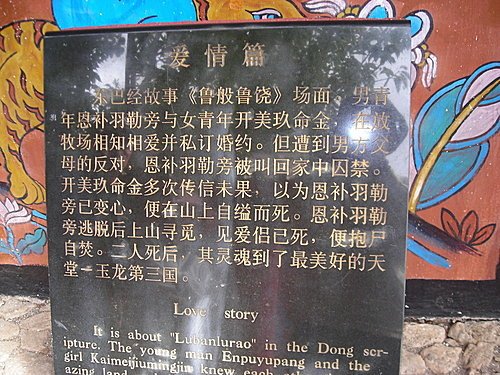 爱情篇
东巴经故事《鲁般鲁饶》场面。男青
年恩补羽勒旁与女青年开美玖命金，在放
牧场相知相爱并私订婚约。但遭到男方父
母的反对，恩补羽勒旁被叫回家中囚禁。
开美玖命金多次传信未果，以为恩补羽勒
旁已变心，便在山上自缢而死。恩补羽勒
旁逃脱后上山寻觅，见爱侣已死，便抱尸
自焚。二人死后，其灵魂到了最美好的天
堂—玉龙第三国。
Love story
It is about "Lubanlurao" in the Dong scr-
ipture. The young man Enpuyupang and the
girl Kaimeijiumingjin knew each
azing land